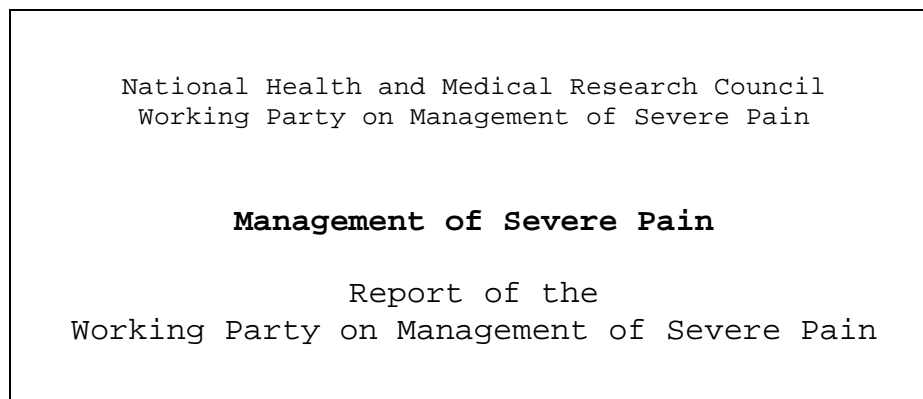 National Health and Medical Research Council
Working Party on Management of Severe Pain
Management of Severe Pain
Report of the
Working Party on Management of Severe Pain